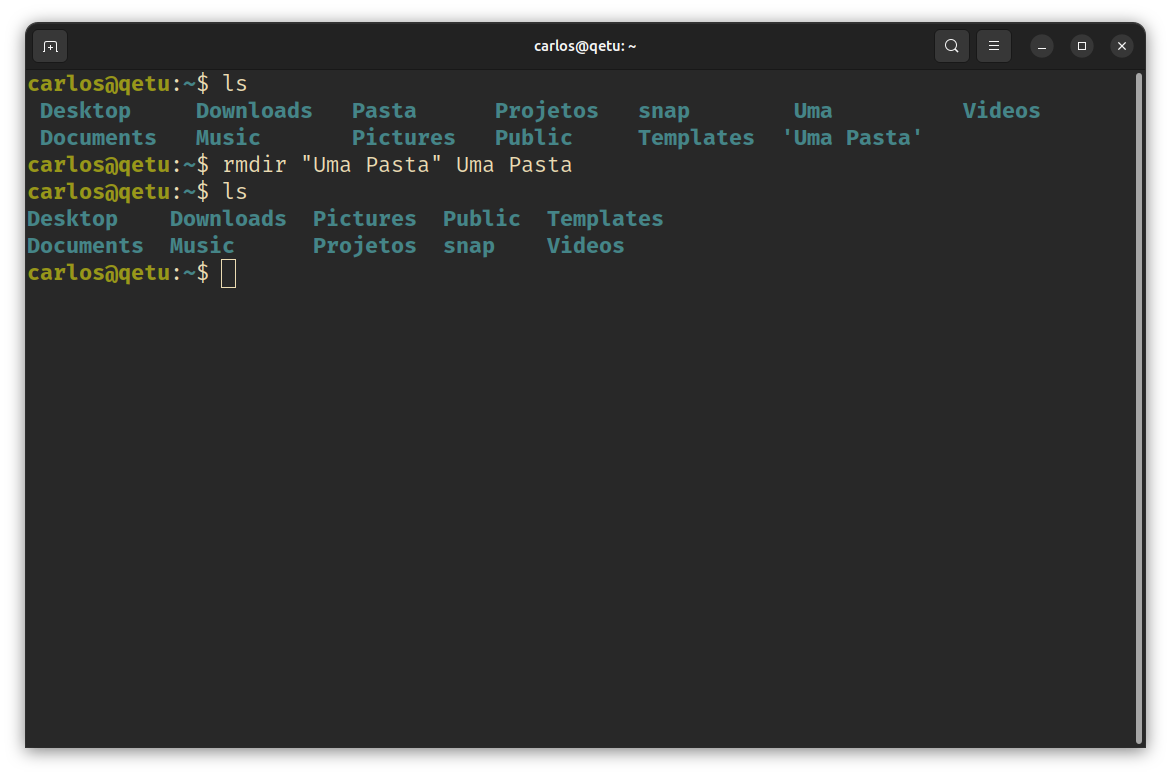 carlos@qetu: ~
carlos@qetu:~$ ls
Desktop Downloads Pasta Projetos snap Uma Videos
Documents Music Pictures Public Templates 'Uma Pasta'
carlos@qetu:~$ rmdir "Uma Pasta" Uma Pasta
carlos@qetu:~$ ls
Desktop Downloads Pictures Public Templates
Documents Music Projetos snap Videos
carlos@qetu:~$